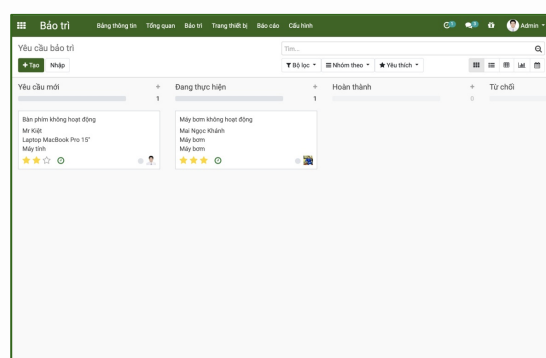 Bảo trì Bảng thông tin Tổng quan Bảo trì Trang thiết bị Báo cáo Cấu hình Admin
Yêu cầu bảo trì Tìm...
+ Tạo Nhập Bộ lọc Nhóm theo Yêu thích
Yêu cầu mới + Đang thực hiện + Hoàn thành + Từ chối
1 1 0
Bàn phím không hoạt động
Mr Kiệt
Laptop MacBook Pro 15"
Máy tính
Máy bơm không hoạt động
Mai Ngọc Khánh
Máy bơm
Máy bơm